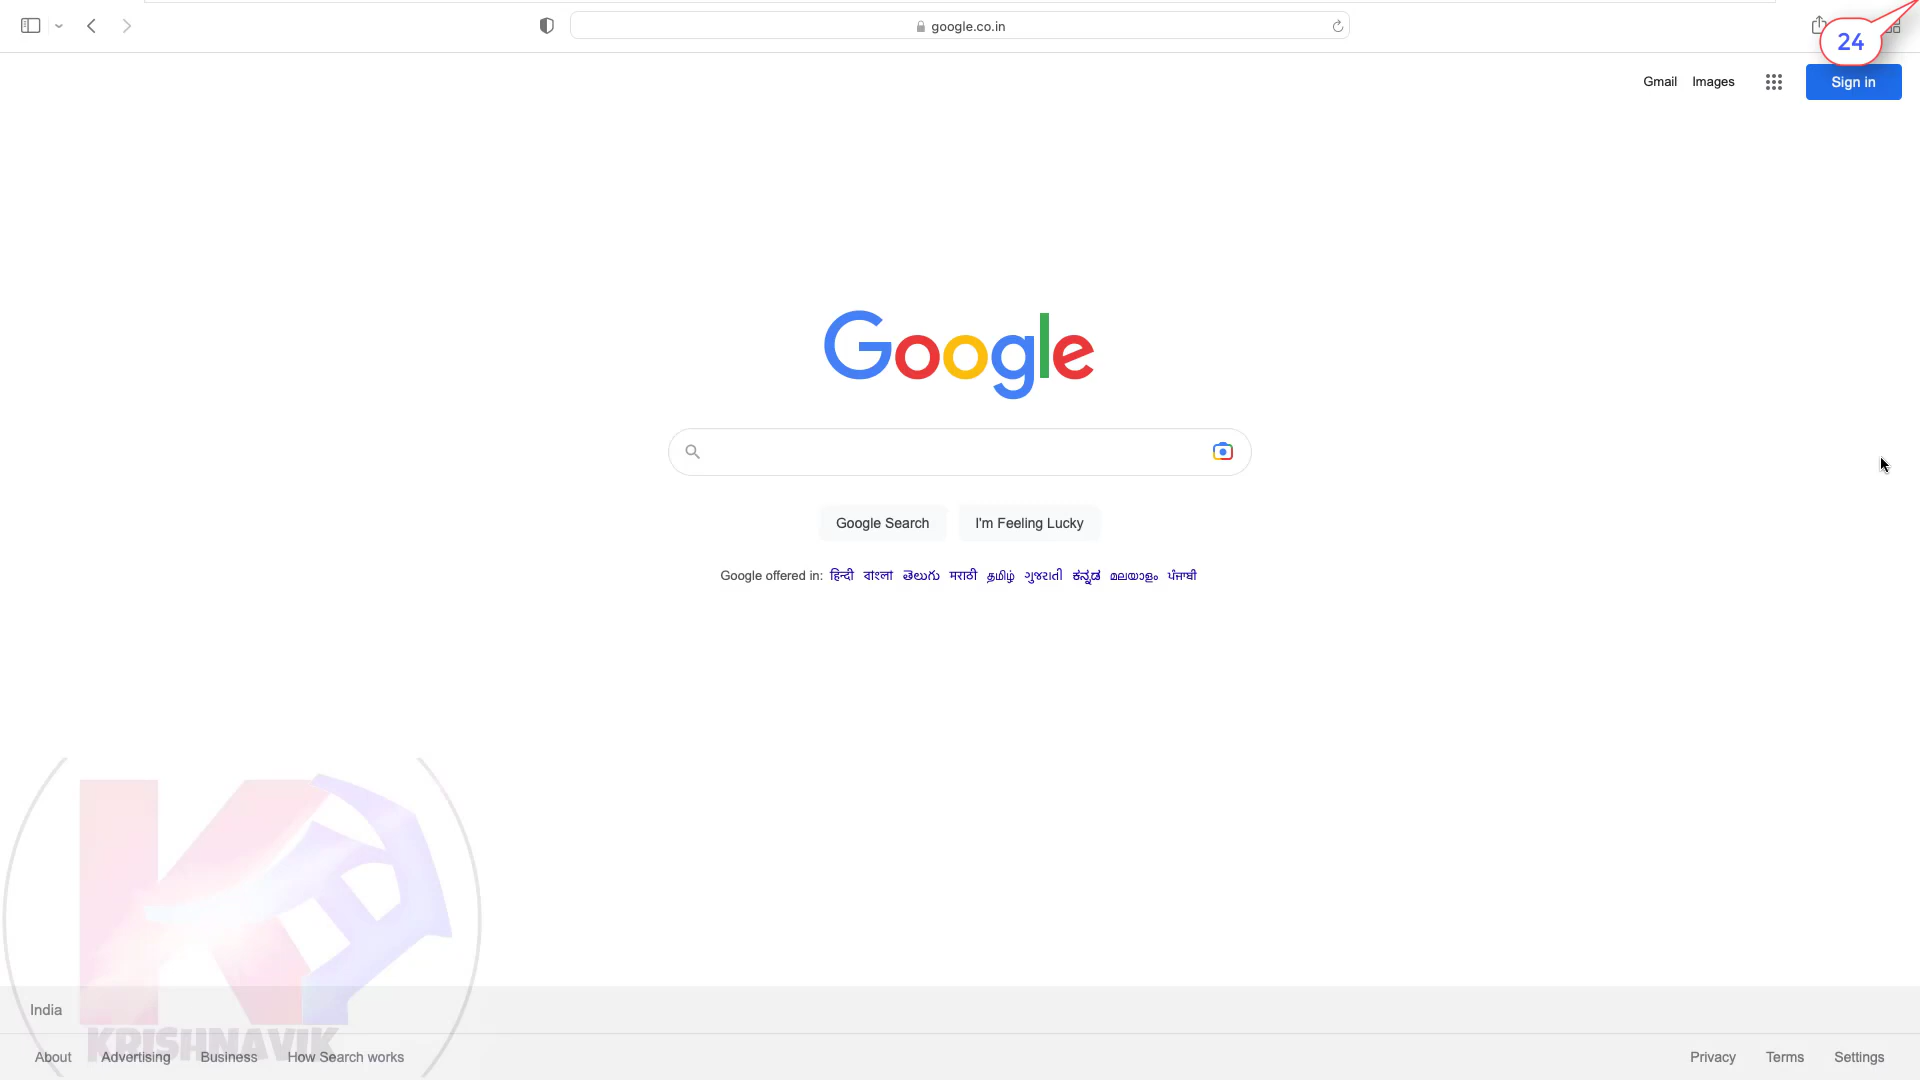 google.co.in
24
Gmail Images Sign in
Google
Google Search I'm Feeling Lucky
Google offered in: हिन्दी বাংলা తెలుగు मराठी தமிழ் ગુજરાતી ಕನ್ನಡ മലയാളം ਪੰਜਾਬੀ
India
KRISHNAVIK
About Advertising Business How Search works Privacy Terms Settings